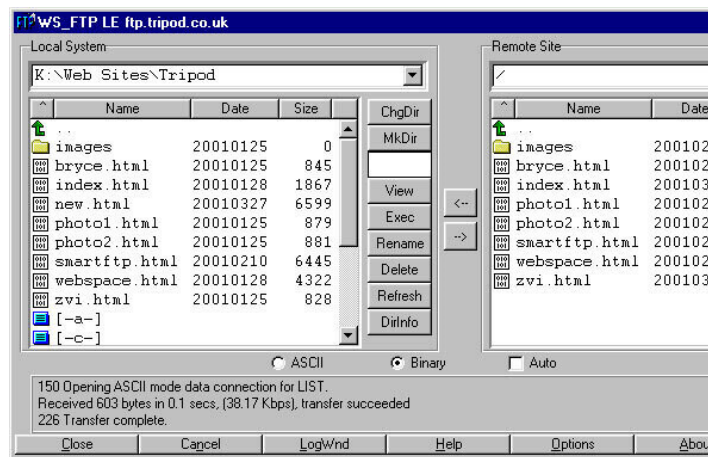 WS_FTP LE ftp.tripod.co.uk
Local System
Remote Site
K:\Web Sites\Tripod
/
^ Name Date Size
^ Name Date
..
images 20010125 0
bryce.html 20010125 845
index.html 20010128 1867
new.html 20010327 6599
photo1.html 20010125 879
photo2.html 20010125 881
smartftp.html 20010210 6445
webspace.html 20010128 4322
zvi.html 20010125 828
[-a-]
[-c-]
ChgDir
MkDir
View
Exec
Rename
Delete
Refresh
DirInfo
<--
-->
..
images 200102
bryce.html 200102
index.html 200103
photo1.html 200102
photo2.html 200102
smartftp.html 200102
webspace.html 200102
zvi.html 200103
ASCII
Binary
Auto
150 Opening ASCII mode data connection for LIST.
Received 603 bytes in 0.1 secs, (38.17 Kbps), transfer succeeded
226 Transfer complete.
Close Cancel LogWnd Help Options Abou